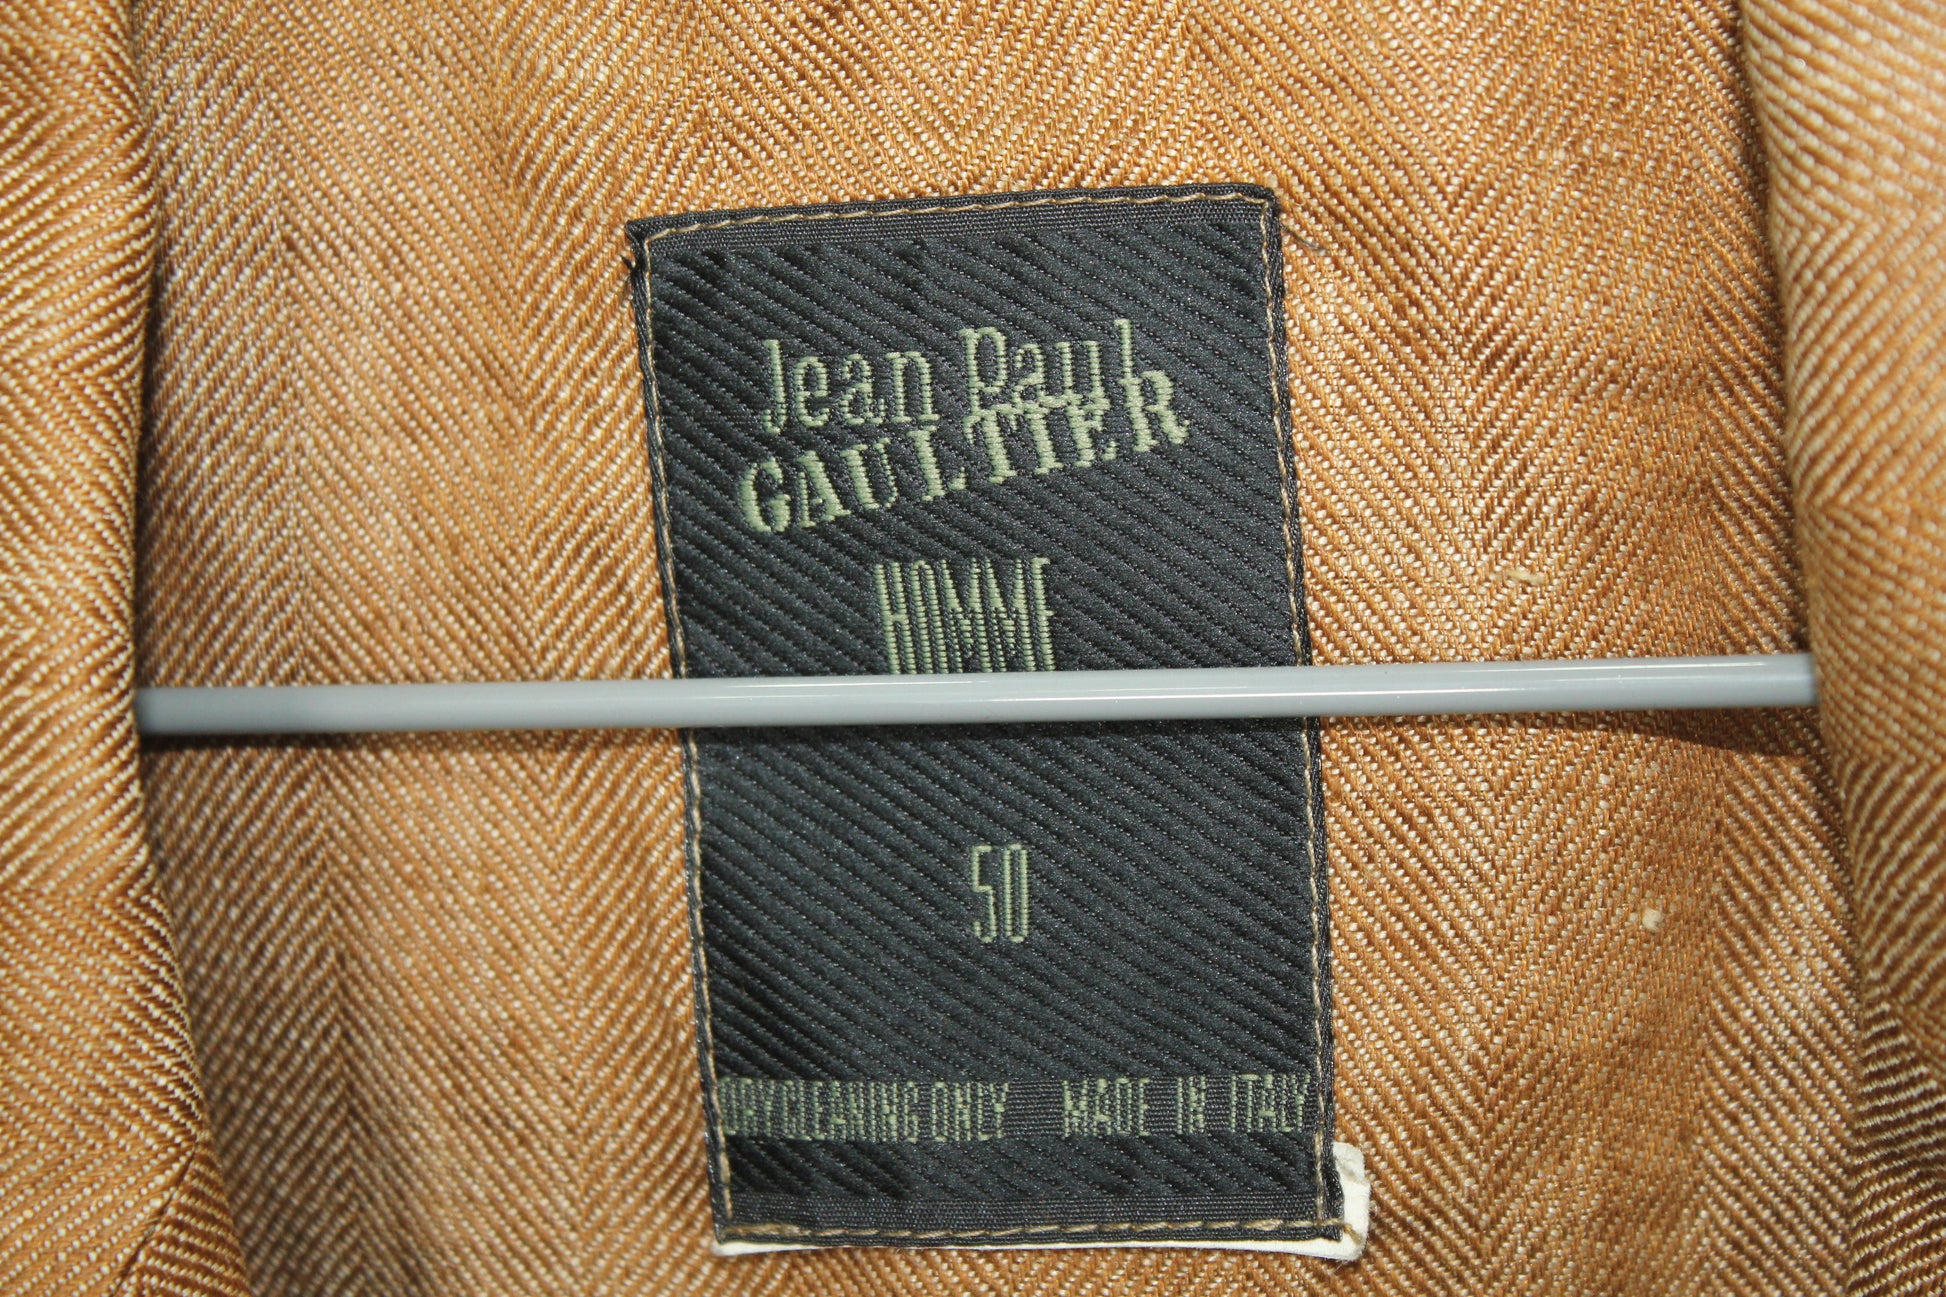 Jean Paul
GAULTIER
HOMME
50
DRYCLEANING ONLY MADE IN ITALY